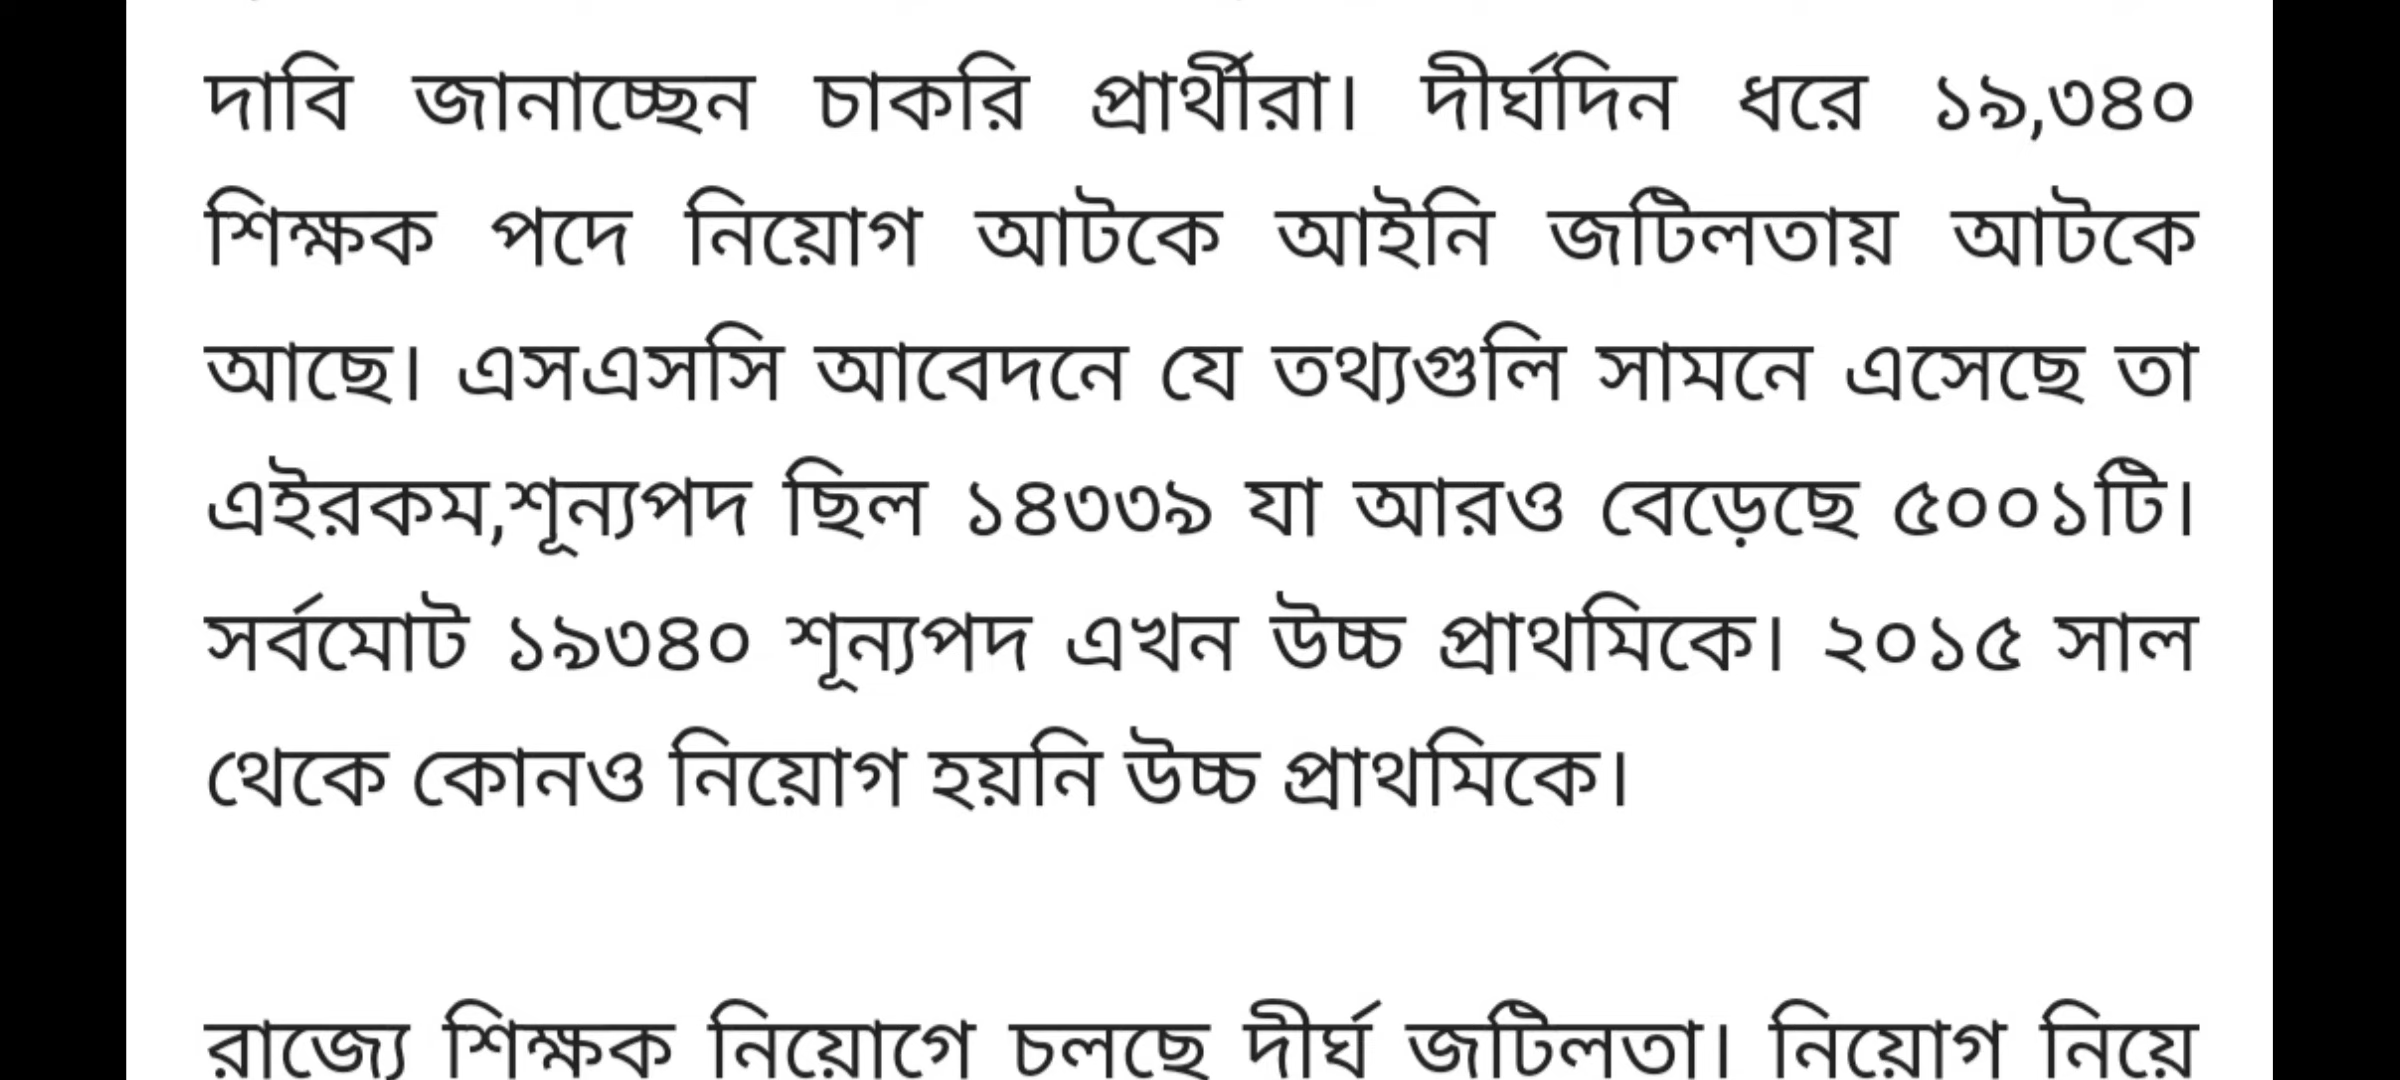 দাবি জানাচ্ছেন চাকরি প্রার্থীরা। দীর্ঘদিন ধরে ১৯,৩৪০
শিক্ষক পদে নিয়োগ আটকে আইনি জটিলতায় আটকে
আছে। এসএসসি আবেদনে যে তথ্যগুলি সামনে এসেছে তা
এইরকম,শূন্যপদ ছিল ১৪৩৩৯ যা আরও বেড়েছে ৫০০১টি।
সর্বমোট ১৯৩৪০ শূন্যপদ এখন উচ্চ প্রাথমিকে। ২০১৫ সাল
থেকে কোনও নিয়োগ হয়নি উচ্চ প্রাথমিকে।
রাজ্যে শিক্ষক নিয়োগে চলছে দীর্ঘ জটিলতা। নিয়োগ নিয়ে